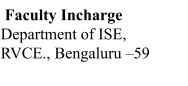 Faculty Incharge
Department of ISE,
RVCE., Bengaluru –59